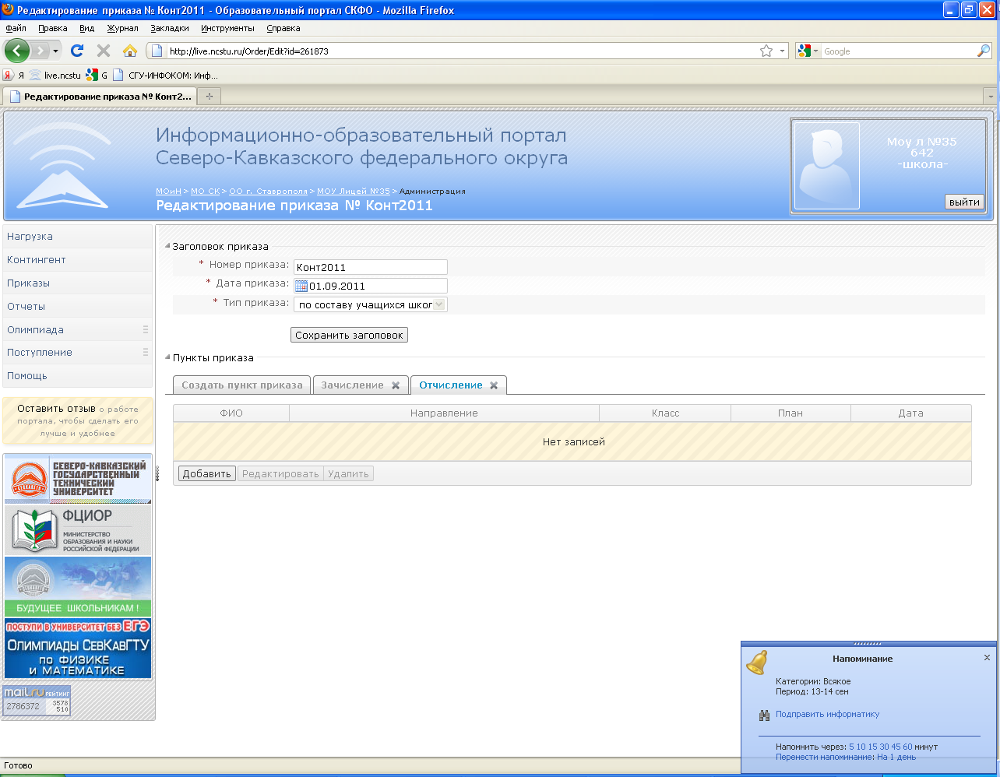 Редактирование приказа № Конт2011 - Образовательный портал СКФО - Mozilla Firefox
Файл Правка Вид Журнал Закладки Инструменты Справка
http://live.ncstu.ru/Order/Edit?id=261873
Google
Я live.ncstu G СГУ-ИНФОКОМ: Инф...
Редактирование приказа № Конт2...
Информационно-образовательный портал
Северо-Кавказского федерального округа
МОиН > МО СК > ОО г. Ставрополя > МОУ Лицей №35 > Администрация
Редактирование приказа № Конт2011
Моу л №35
642
-школа-
выйти
Нагрузка
Контингент
Приказы
Отчеты
Олимпиада
Поступление
Помощь
Оставить отзыв о работе
портала, чтобы сделать его
лучше и удобнее
СЕВЕРО-КАВКАЗСКИЙ
ГОСУДАРСТВЕННЫЙ
ТЕХНИЧЕСКИЙ
УНИВЕРСИТЕТ
ФЦИОР
МИНИСТЕРСТВО
ОБРАЗОВАНИЯ И НАУКИ
РОССИЙСКОЙ ФЕДЕРАЦИИ
БУДУЩЕЕ ШКОЛЬНИКАМ !
ПОСТУПИ В УНИВЕРСИТЕТ БЕЗ ЕГЭ
ОЛИМПИАДЫ СЕВКАВГТУ
ПО ФИЗИКЕ
И МАТЕМАТИКЕ
mail.ru РЕЙТИНГ
2786372 3578
510
Заголовок приказа
* Номер приказа: Конт2011
* Дата приказа: 01.09.2011
* Тип приказа: по составу учащихся школ
Сохранить заголовок
Пункты приказа
Создать пункт приказа Зачисление Отчисление
ФИО Направление Класс План Дата
Нет записей
Добавить Редактировать Удалить
Напоминание
Категории: Всякое
Период: 13-14 сен
Подправить информатику
Напомнить через: 5 10 15 30 45 60 минут
Перенести напоминание: На 1 день
Готово